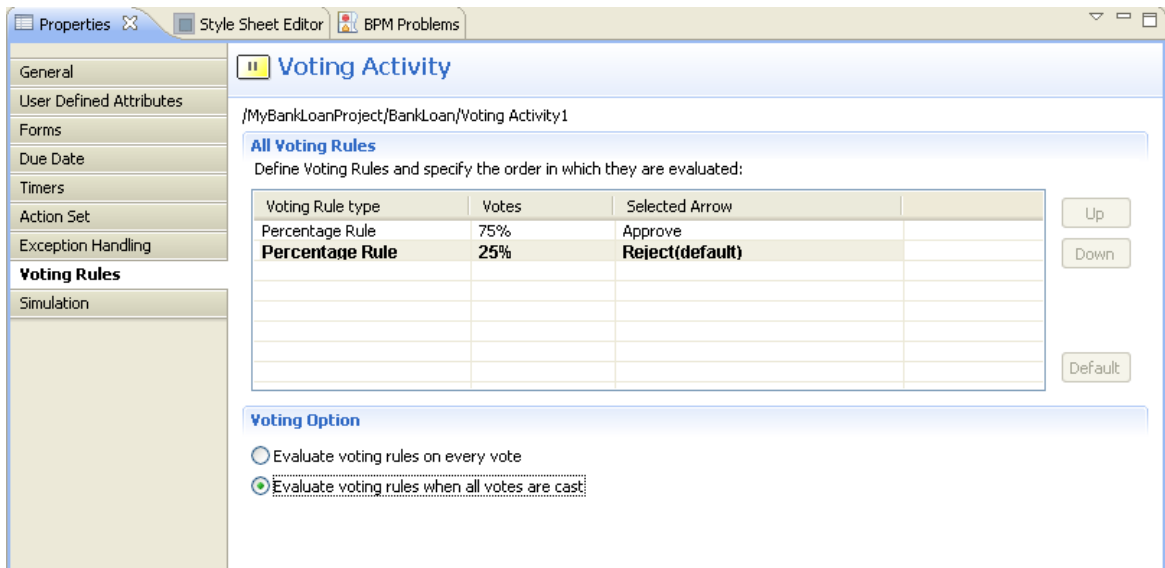 Properties Style Sheet Editor BPM Problems
Voting Activity
General
User Defined Attributes
Forms
Due Date
Timers
Action Set
Exception Handling
Voting Rules
Simulation
/MyBankLoanProject/BankLoan/Voting Activity1
All Voting Rules
Define Voting Rules and specify the order in which they are evaluated:
Voting Rule type Votes Selected Arrow
Percentage Rule 75% Approve
Percentage Rule 25% Reject(default)
Up
Down
Default
Voting Option
Evaluate voting rules on every vote
Evaluate voting rules when all votes are cast